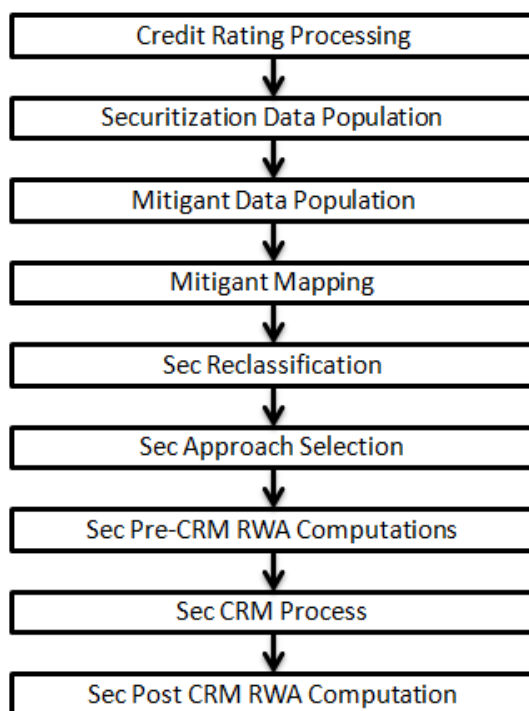 Credit Rating Processing
Securitization Data Population
Mitigant Data Population
Mitigant Mapping
Sec Reclassification
Sec Approach Selection
Sec Pre-CRM RWA Computations
Sec CRM Process
Sec Post CRM RWA Computation